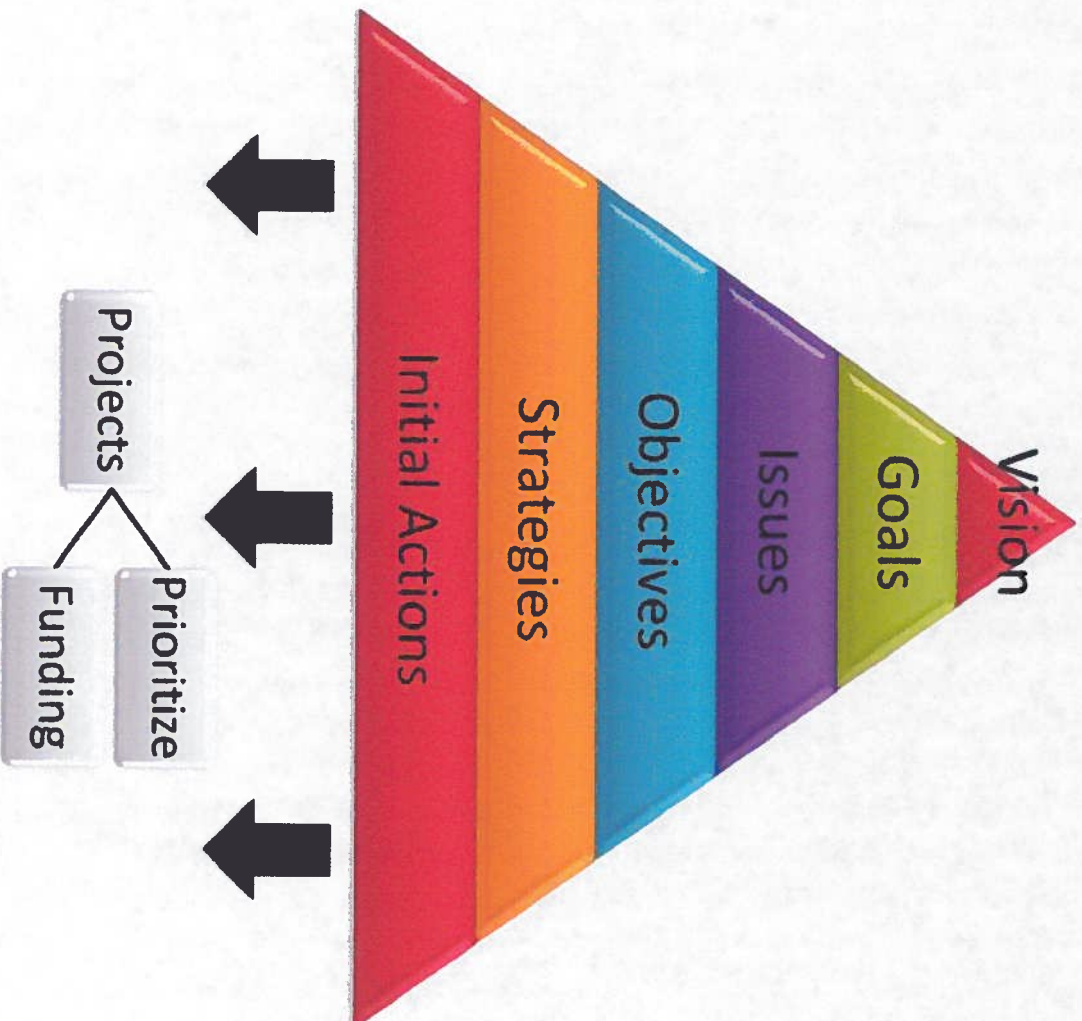 Vision
Goals
Issues
Objectives
Strategies
Initial Actions
Projects
Prioritize
Funding